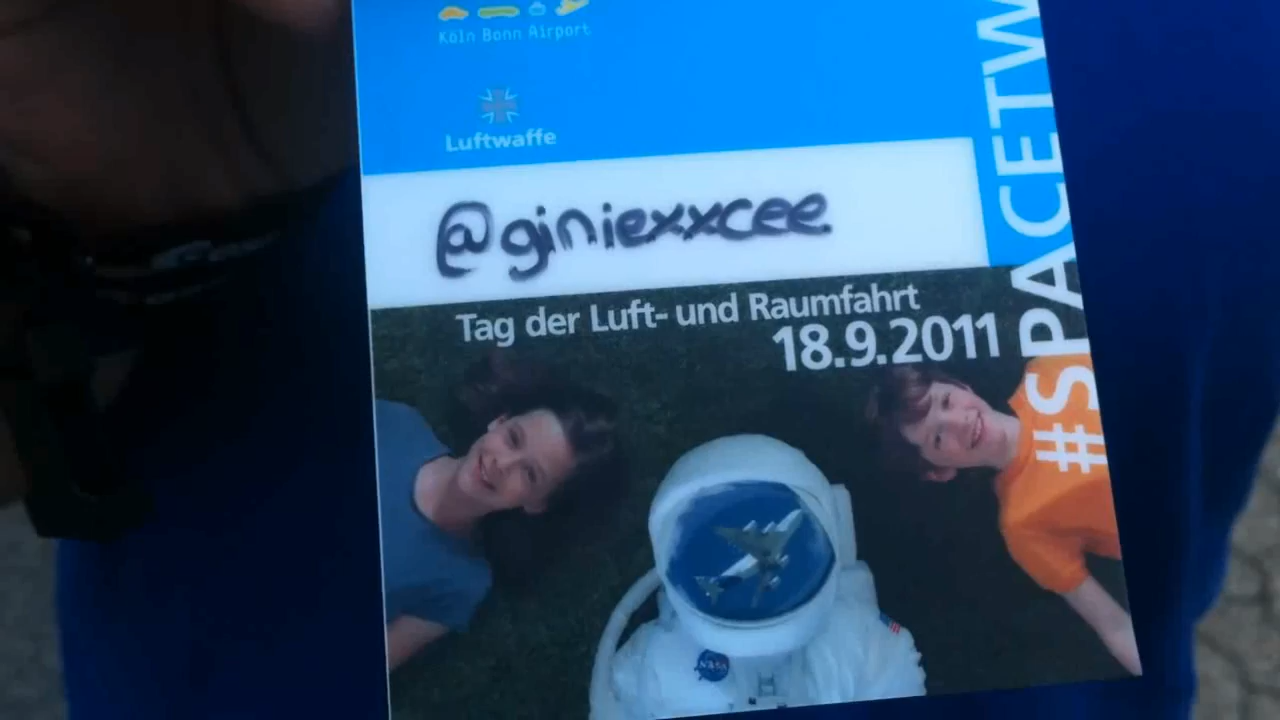 Köln Bonn Airport
Luftwaffe
@giniexxcee
Tag der Luft- und Raumfahrt
18.9.2011
#SPACETW
NASA